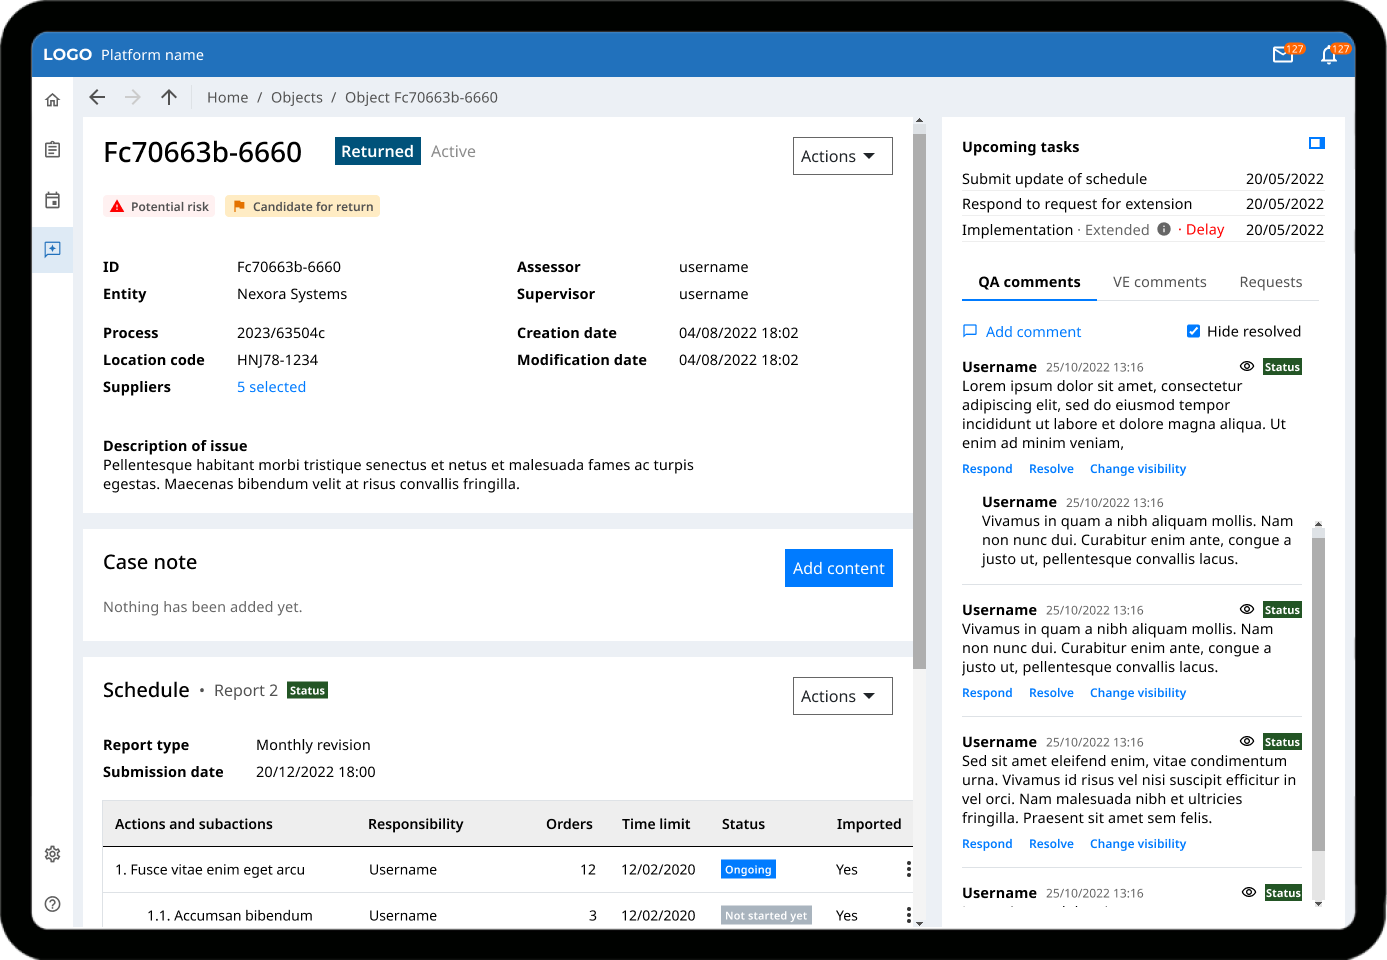 LOGO Platform name
127 127
Home / Objects / Object Fc70663b-6660
Fc70663b-6660 Returned Active Actions
Potential risk Candidate for return
ID Fc70663b-6660 Assessor username
Entity Nexora Systems Supervisor username
Process 2023/63504c Creation date 04/08/2022 18:02
Location code HNJ78-1234 Modification date 04/08/2022 18:02
Suppliers 5 selected
Description of issue
Pellentesque habitant morbi tristique senectus et netus et malesuada fames ac turpis
egestas. Maecenas bibendum velit at risus convallis fringilla.
Case note Add content
Nothing has been added yet.
Schedule • Report 2 Status Actions
Report type Monthly revision
Submission date 20/12/2022 18:00
Actions and subactions Responsibility Orders Time limit Status Imported
1. Fusce vitae enim eget arcu Username 12 12/02/2020 Ongoing Yes
1.1. Accumsan bibendum Username 3 12/02/2020 Not started yet Yes
Upcoming tasks
Submit update of schedule 20/05/2022
Respond to request for extension 20/05/2022
Implementation · Extended · Delay 20/05/2022
QA comments VE comments Requests
Add comment Hide resolved
Username 25/10/2022 13:16 Status
Lorem ipsum dolor sit amet, consectetur
adipiscing elit, sed do eiusmod tempor
incididunt ut labore et dolore magna aliqua. Ut
enim ad minim veniam,
Respond Resolve Change visibility
Username 25/10/2022 13:16
Vivamus in quam a nibh aliquam mollis. Nam
non nunc dui. Curabitur enim ante, congue a
justo ut, pellentesque convallis lacus.
Username 25/10/2022 13:16 Status
Vivamus in quam a nibh aliquam mollis. Nam
non nunc dui. Curabitur enim ante, congue a
justo ut, pellentesque convallis lacus.
Respond Resolve Change visibility
Username 25/10/2022 13:16 Status
Sed sit amet eleifend enim, vitae condimentum
urna. Vivamus id risus vel nisi suscipit efficitur in
vel orci. Nam malesuada nibh et ultricies
fringilla. Praesent sit amet sem felis.
Respond Resolve Change visibility
Username 25/10/2022 13:16 Status